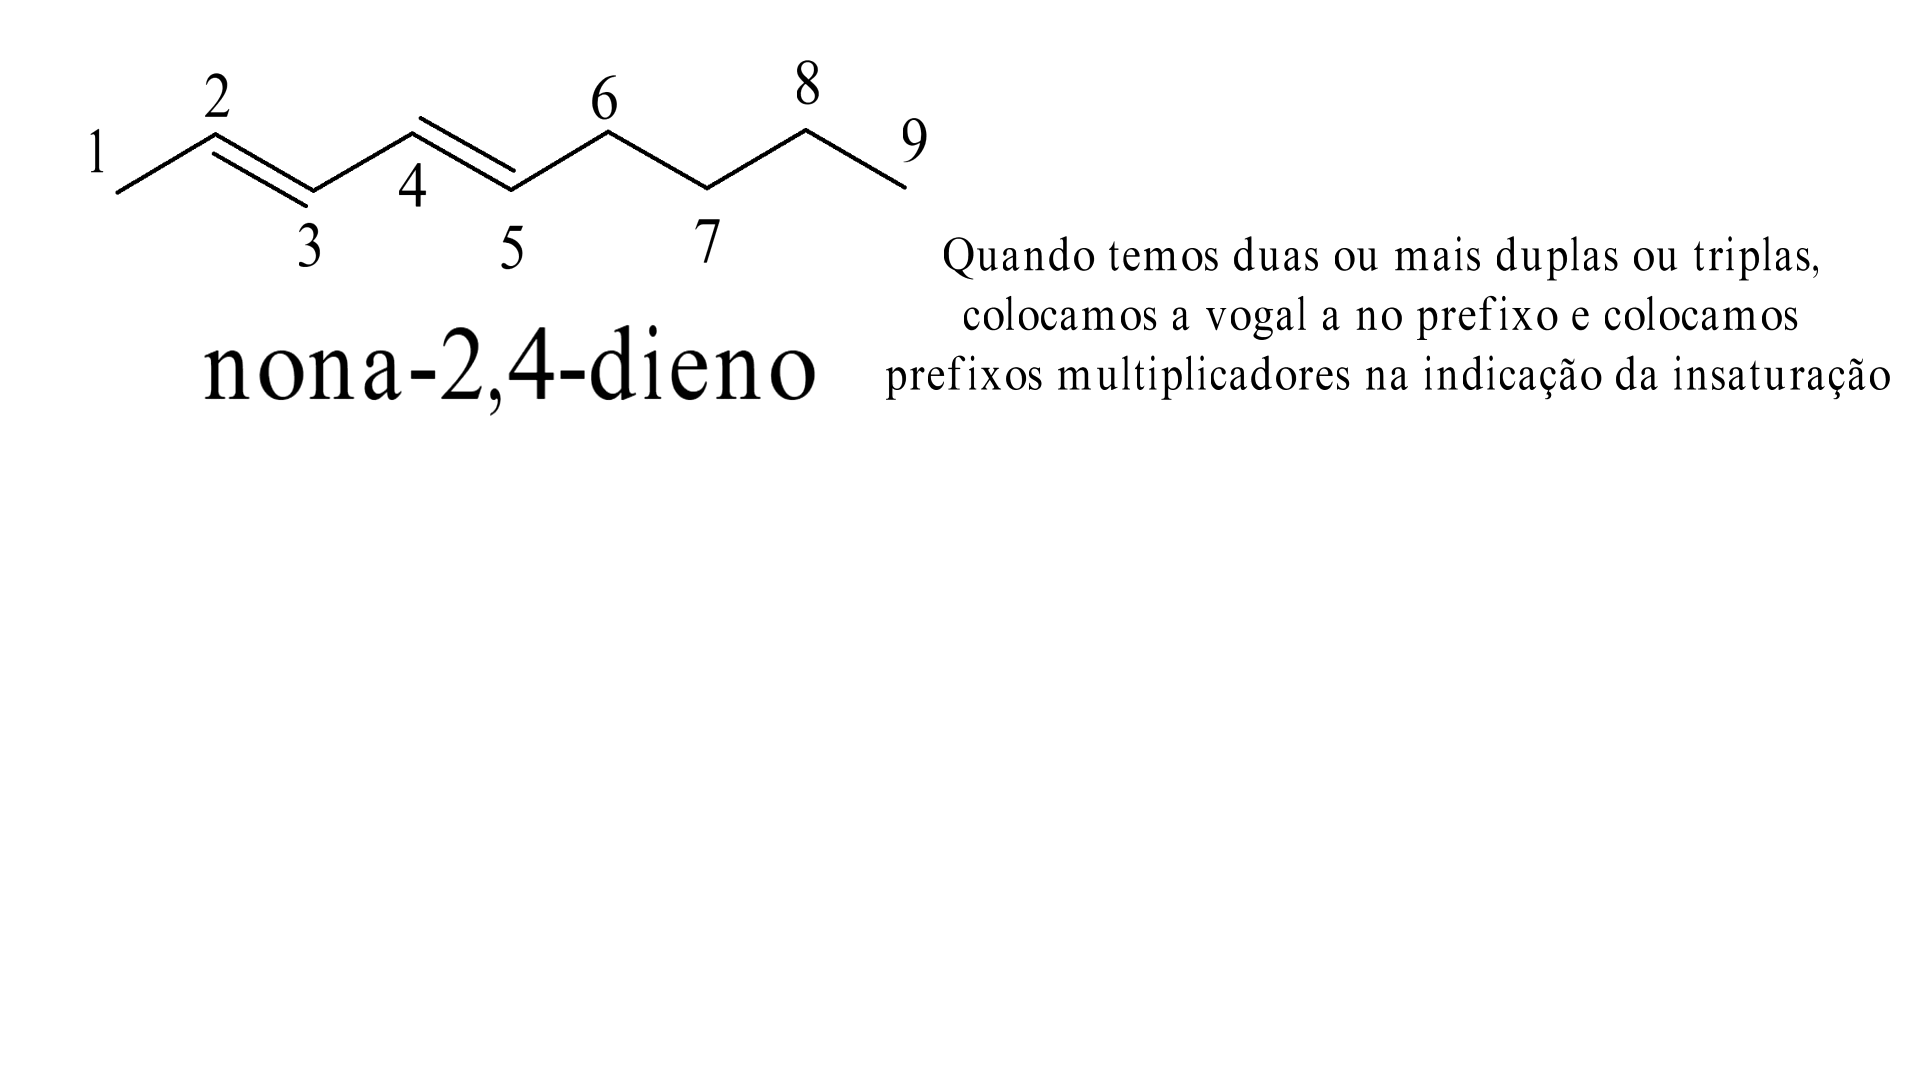 1
2
3
4
5
6
7
8
9
nona-2,4-dieno
Quando temos duas ou mais duplas ou triplas,
colocamos a vogal a no prefixo e colocamos
prefixos multiplicadores na indicação da insaturação